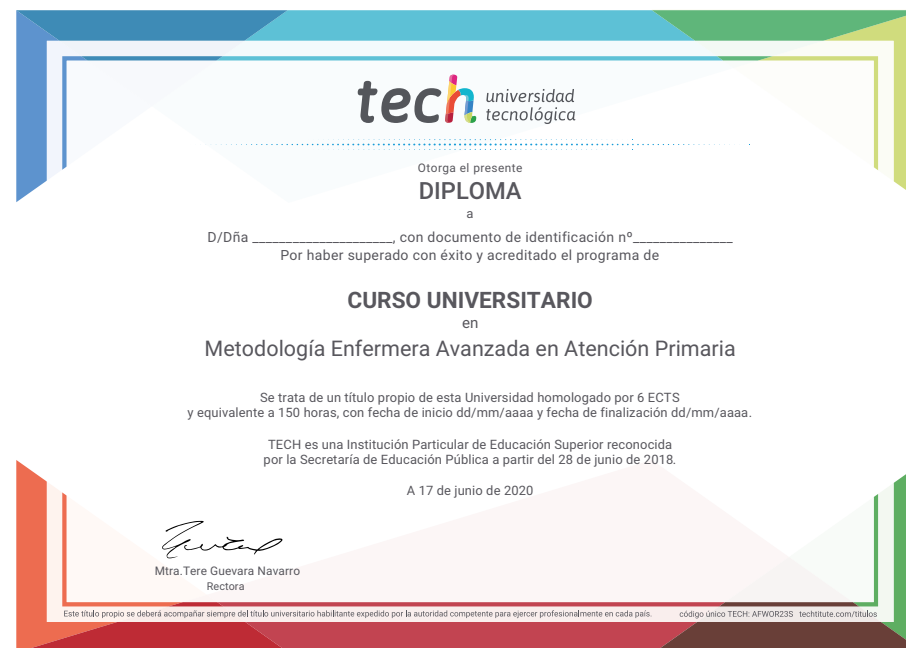 tech universidad
tecnológica
Otorga el presente
DIPLOMA
a
D/Dña _____________________, con documento de identificación nº_______________
Por haber superado con éxito y acreditado el programa de
CURSO UNIVERSITARIO
en
Metodología Enfermera Avanzada en Atención Primaria
Se trata de un título propio de esta Universidad homologado por 6 ECTS
y equivalente a 150 horas, con fecha de inicio dd/mm/aaaa y fecha de finalización dd/mm/aaaa.
TECH es una Institución Particular de Educación Superior reconocida
por la Secretaría de Educación Pública a partir del 28 de junio de 2018.
A 17 de junio de 2020
Mtra.Tere Guevara Navarro
Rectora
Este título propio se deberá acompañar siempre del título universitario habilitante expedido por la autoridad competente para ejercer profesionalmente en cada país. código único TECH: AFWOR23S techtitute.com/titulos